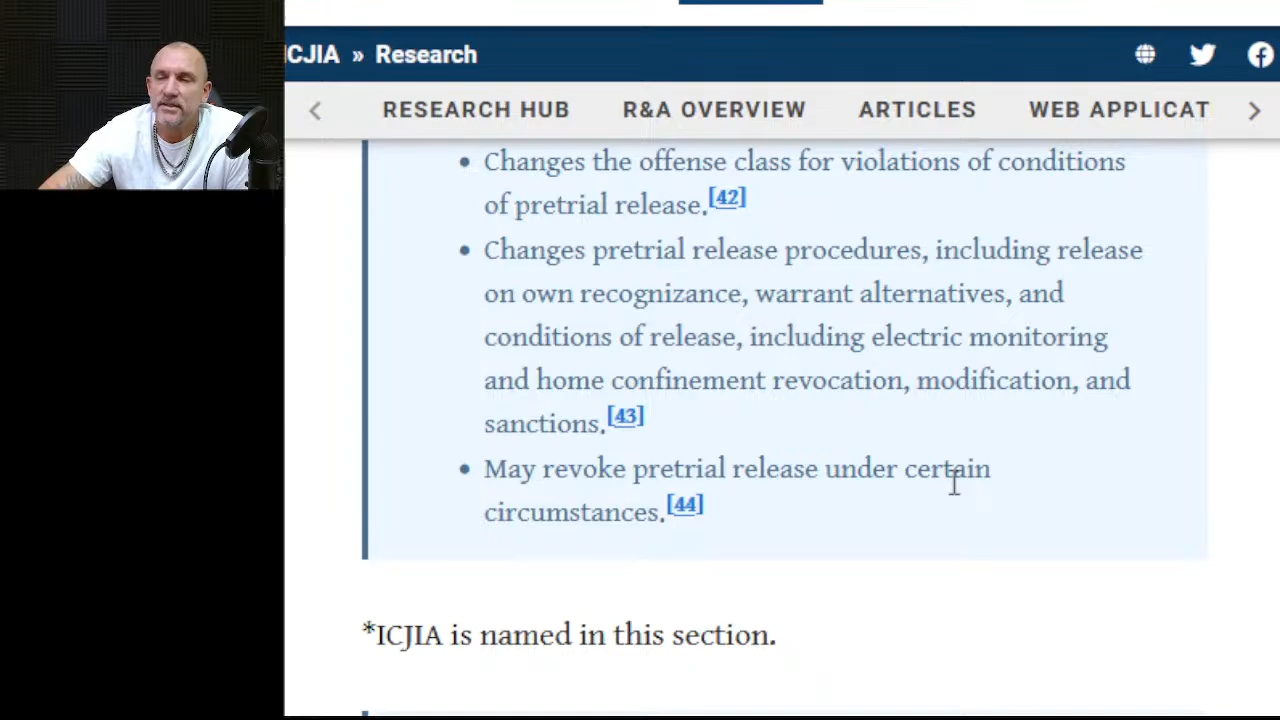 ICJIA » Research
RESEARCH HUB R&A OVERVIEW ARTICLES WEB APPLICAT
• Changes the offense class for violations of conditions
of pretrial release.[42]
• Changes pretrial release procedures, including release
on own recognizance, warrant alternatives, and
conditions of release, including electric monitoring
and home confinement revocation, modification, and
sanctions.[43]
• May revoke pretrial release under certain
circumstances.[44]
*ICJIA is named in this section.